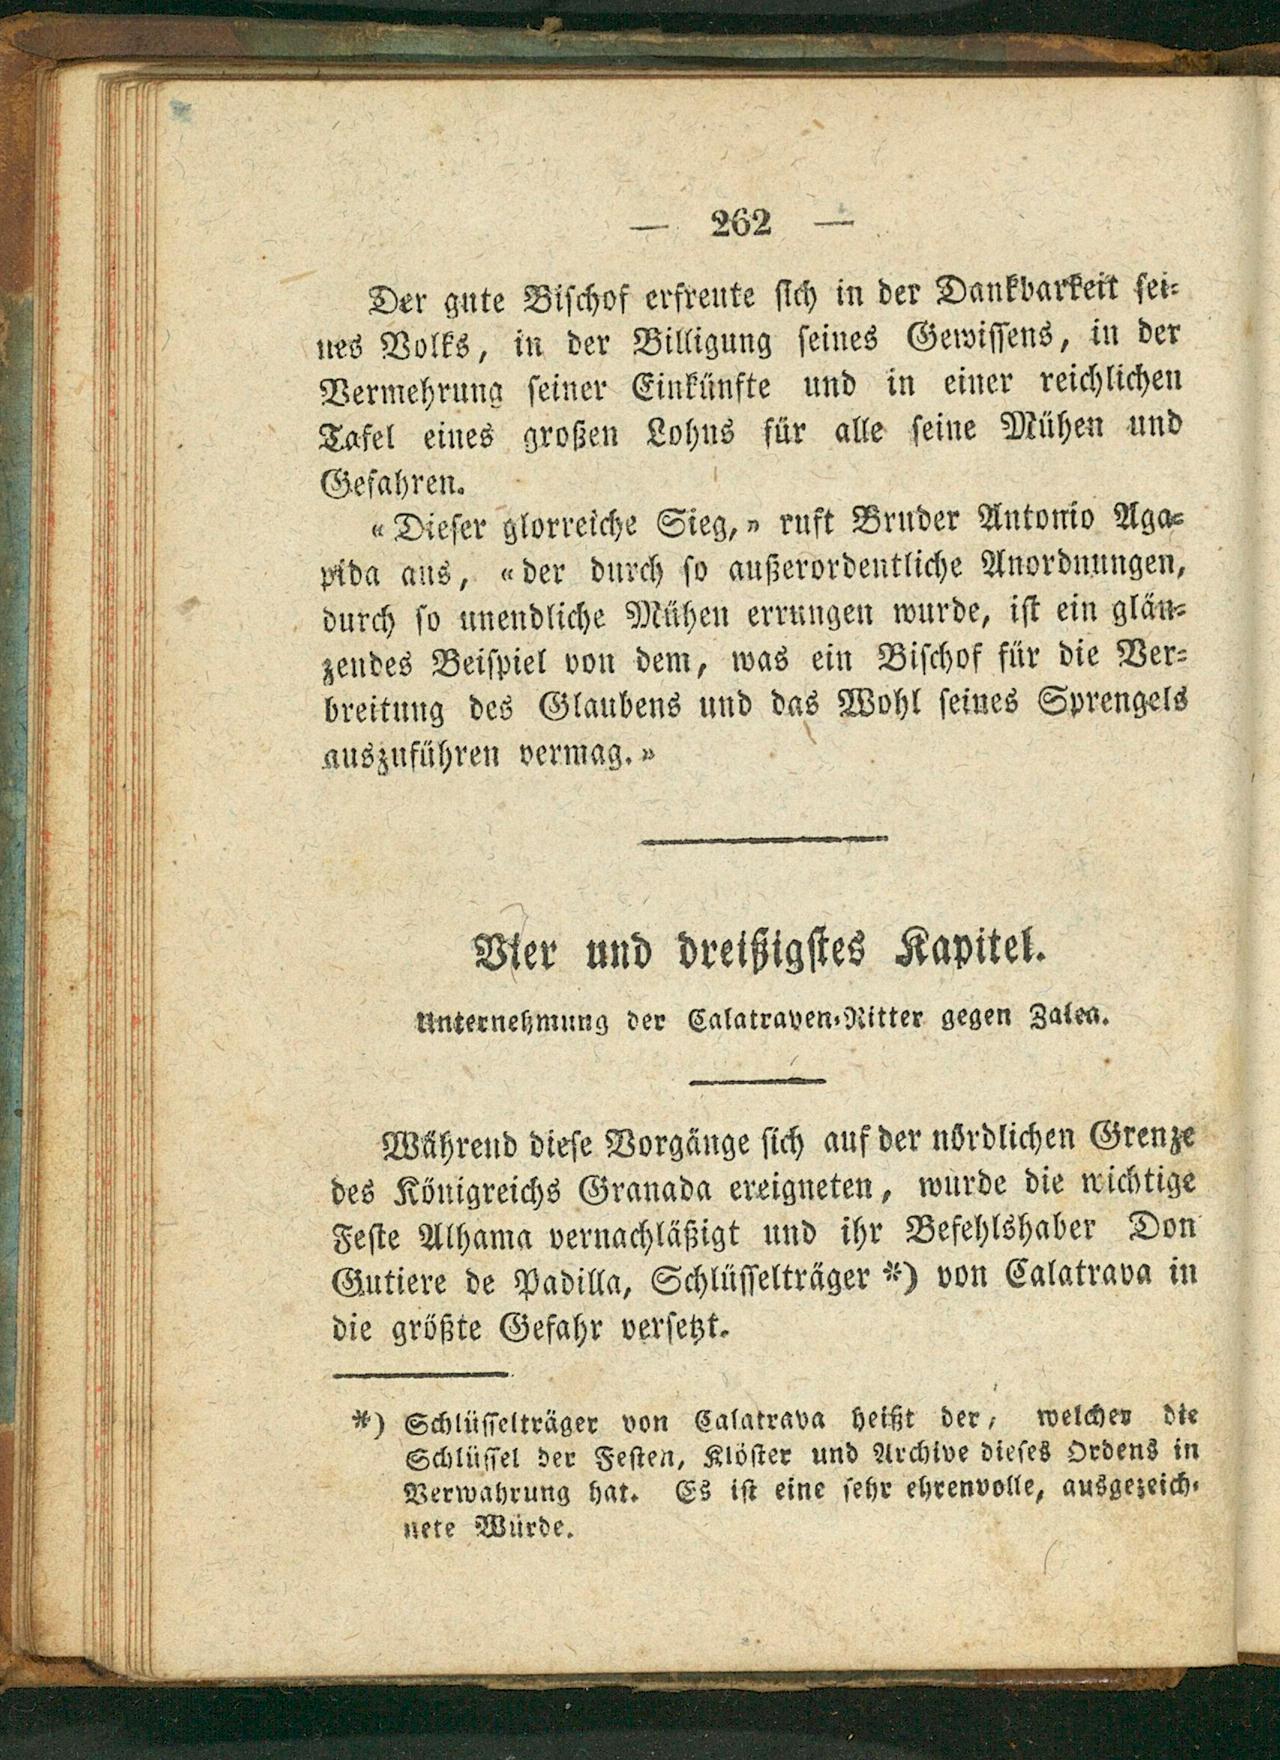 — 262 —
Der gute Bischof erfreute sich in der Dankbarkeit sei-
nes Volks, in der Billigung seines Gewissens, in der
Vermehrung seiner Einkünfte und in einer reichlichen
Tafel eines großen Lohns für alle seine Mühen und
Gefahren.
«Dieser glorreiche Sieg,» ruft Bruder Antonio Aga-
pida aus, «der durch so außerordentliche Anordnungen,
durch so unendliche Mühen errungen wurde, ist ein glän-
zendes Beispiel von dem, was ein Bischof für die Ver-
breitung des Glaubens und das Wohl seines Sprengels
auszuführen vermag.»
Vier und dreißigstes Kapitel.
Unternehmung der Calatraven-Ritter gegen Zalea.
Während diese Vorgänge sich auf der nördlichen Grenze
des Königreichs Granada ereigneten, wurde die wichtige
Feste Alhama vernachläßigt und ihr Befehlshaber Don
Gutiere de Padilla, Schlüsselträger *) von Calatrava in
die größte Gefahr versetzt.
*) Schlüsselträger von Calatrava heißt der, welcher die
Schlüssel der Festen, Klöster und Archive dieses Ordens in
Verwahrung hat. Es ist eine sehr ehrenvolle, ausgezeich-
nete Würde.